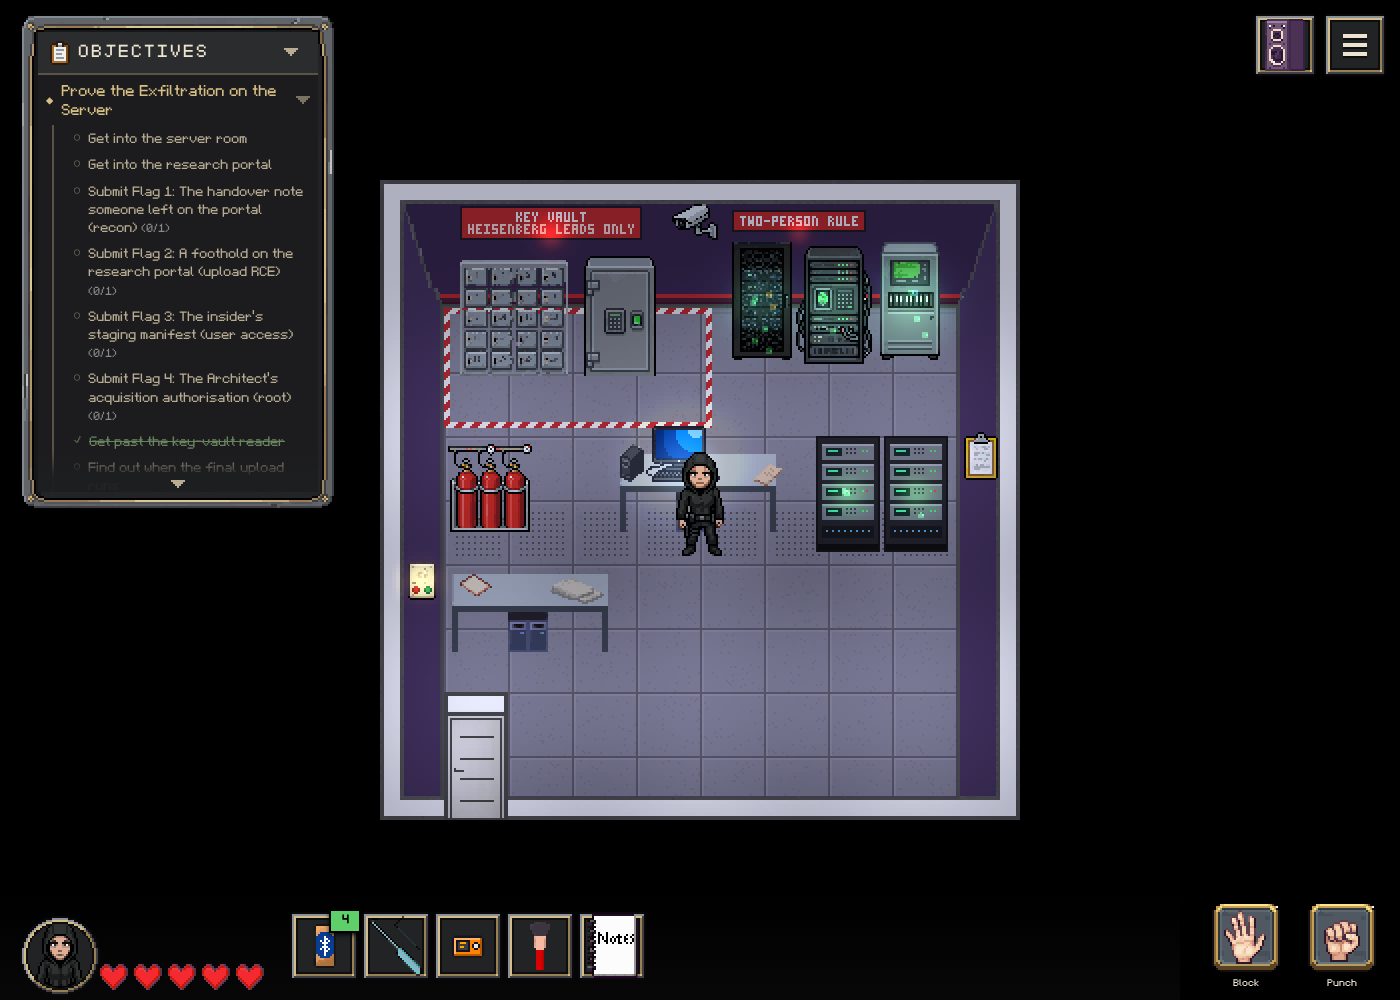 OBJECTIVES
Prove the Exfiltration on the
Server
Get into the server room
Get into the research portal
Submit Flag 1: The handover note
someone left on the portal
(recon) (0/1)
Submit Flag 2: A foothold on the
research portal (upload RCE)
(0/1)
Submit Flag 3: The insider's
staging manifest (user access)
(0/1)
Submit Flag 4: The Architect's
acquisition authorisation (root)
(0/1)
Get past the key-vault reader
Find out when the final upload
runs
KEY VAULT
HEISENBERG LEADS ONLY
TWO-PERSON RULE
4
Notes
Block
Punch